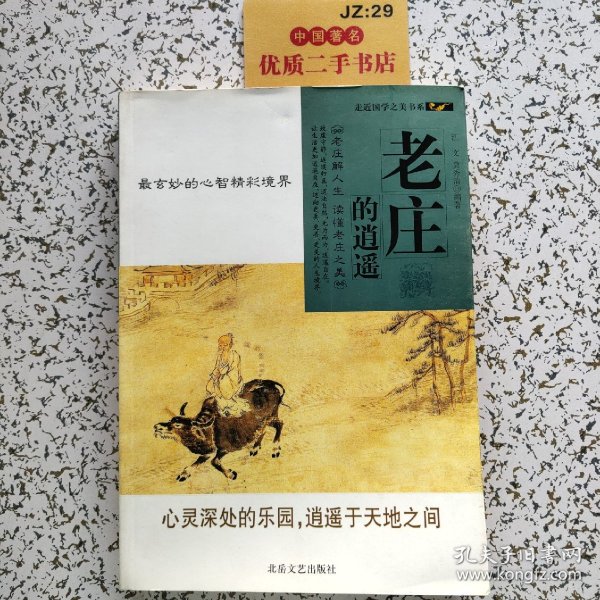 JZ:29
中国著名
优质二手书店
走近国学之美书系
老庄
的逍遥
老庄解人生 读懂老庄之美
最玄妙的心智精彩境界
心灵深处的乐园,逍遥于天地之间
北岳文艺出版社
孔夫子旧书网
www.kongfz.com